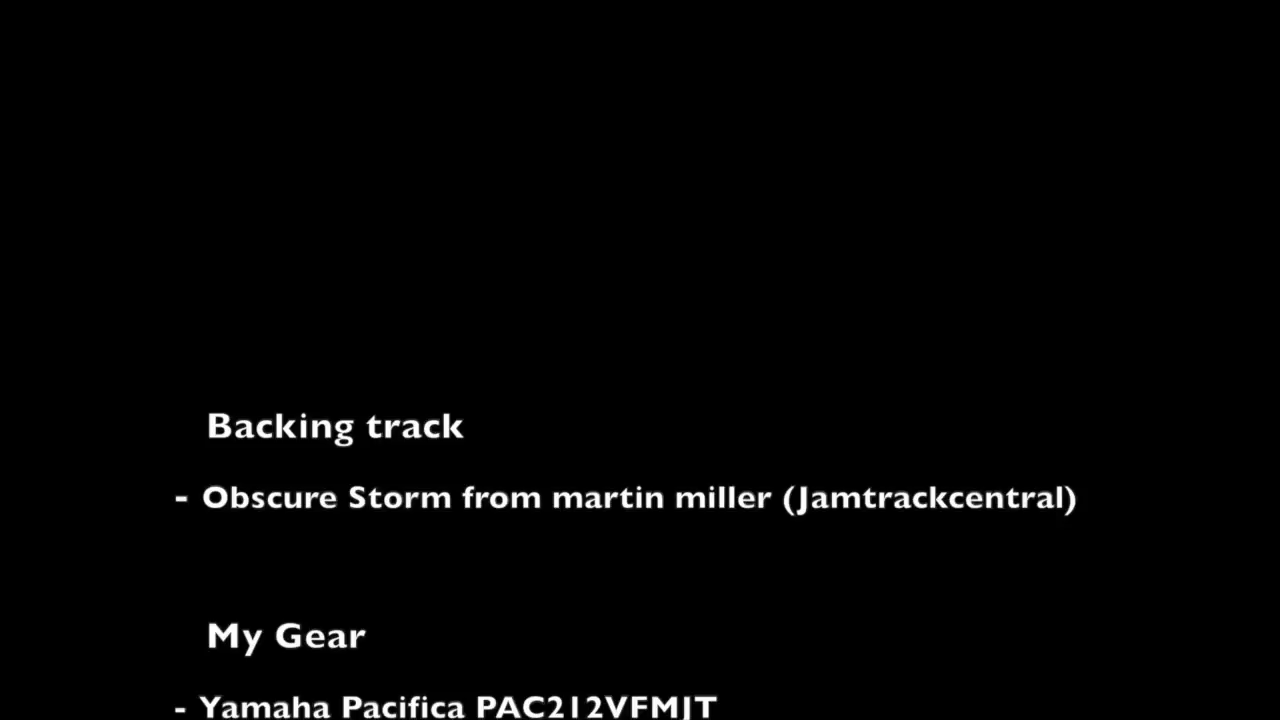 Backing track
- Obscure Storm from martin miller (Jamtrackcentral)
My Gear
- Yamaha Pacifica PAC212VFMJT